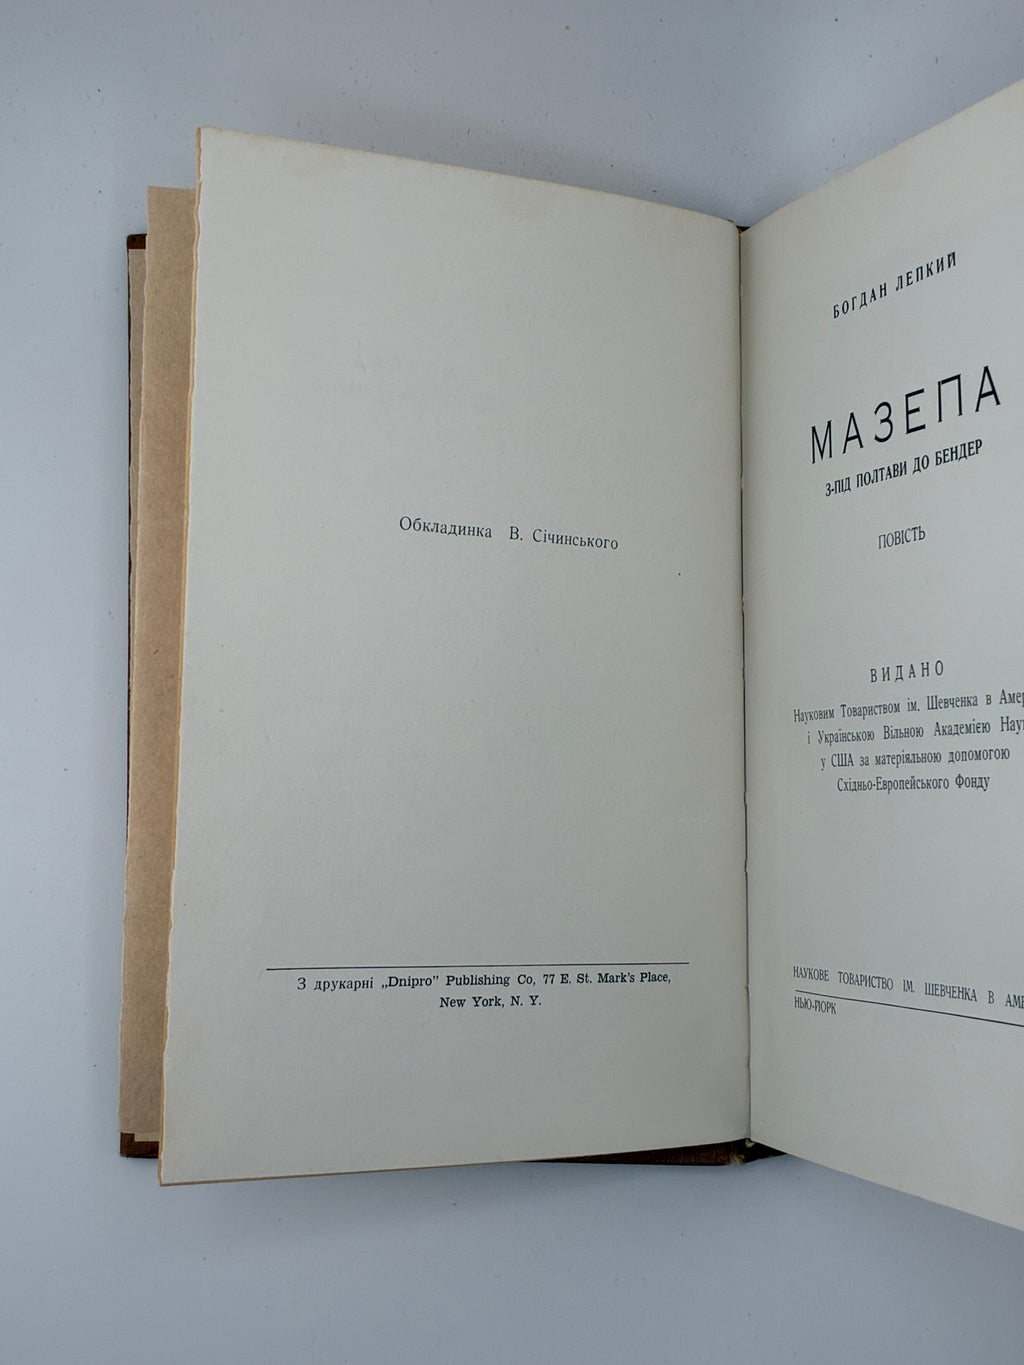 Обкладинка В. Січинського
З друкарні „Dnipro” Publishing Co, 77 E. St. Mark's Place,
New York, N. Y.
БОГДАН ЛЕПКИЙ
МАЗЕПА
З-ПІД ПОЛТАВИ ДО БЕНДЕР
ПОВІСТЬ
ВИДАНО
Науковим Товариством ім. Шевченка в
і Українською Вільною Академією
у США за матеріяльною допомогою
Східньо-Европейського Фонду
НАУКОВЕ ТОВАРИСТВО ІМ. ШЕВЧЕНКА В
НЬЮ-ЙОРК